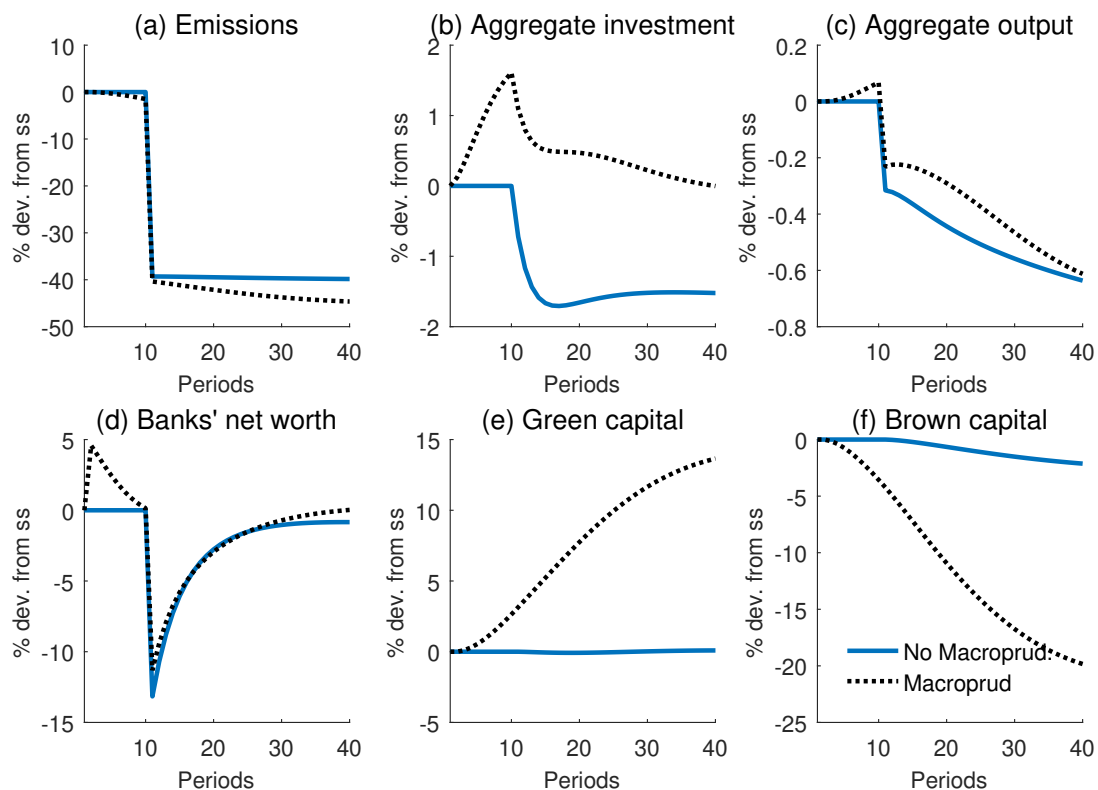 (a) Emissions
% dev. from ss
10
0
-10
-20
-30
-40
-50
10 20 30 40
Periods
(b) Aggregate investment
% dev. from ss
2
1
0
-1
-2
10 20 30 40
Periods
(c) Aggregate output
% dev. from ss
0.2
0
-0.2
-0.4
-0.6
-0.8
10 20 30 40
Periods
(d) Banks' net worth
% dev. from ss
5
0
-5
-10
-15
10 20 30 40
Periods
(e) Green capital
% dev. from ss
15
10
5
0
-5
10 20 30 40
Periods
(f) Brown capital
% dev. from ss
0
-5
-10
-15
-20
-25
10 20 30 40
Periods
No Macroprud.
Macroprud